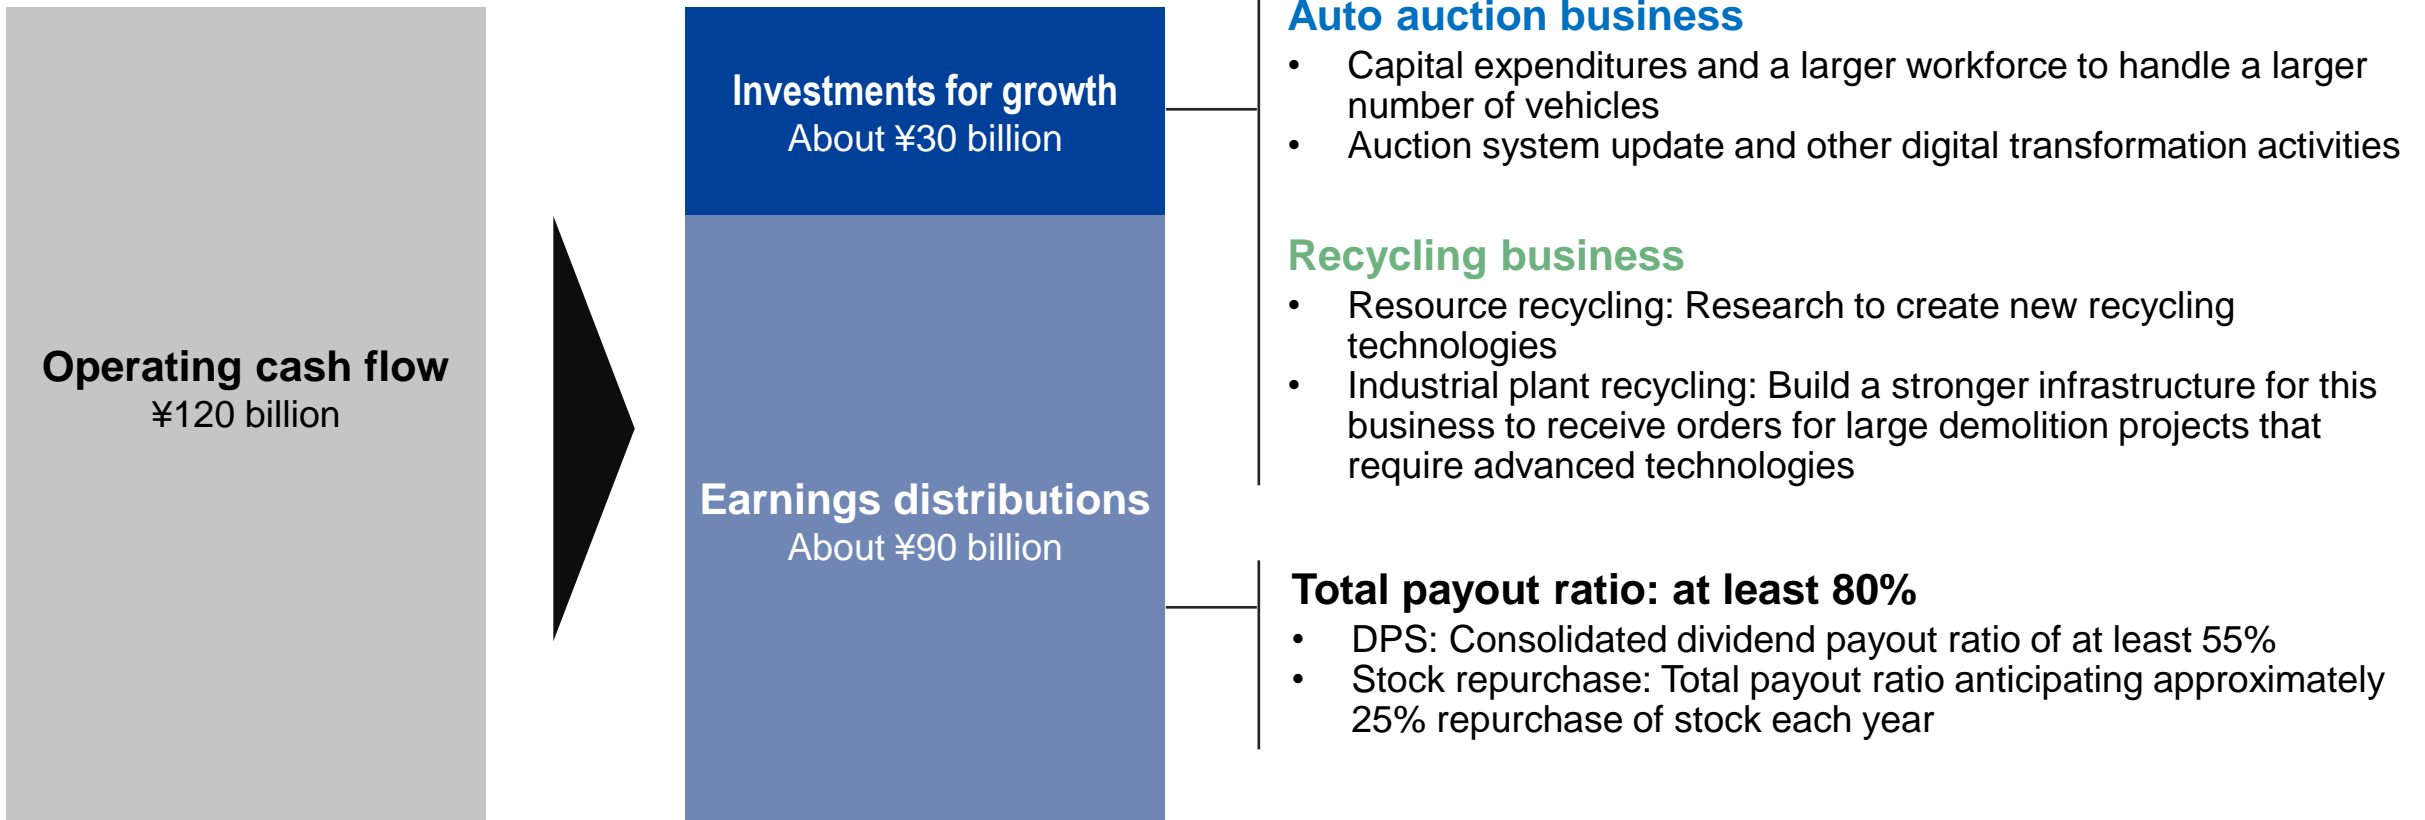 Operating cash flow
¥120 billion
Investments for growth
About ¥30 billion
Earnings distributions
About ¥90 billion
Auto auction business
• Capital expenditures and a larger workforce to handle a larger
number of vehicles
• Auction system update and other digital transformation activities
Recycling business
• Resource recycling: Research to create new recycling
technologies
• Industrial plant recycling: Build a stronger infrastructure for this
business to receive orders for large demolition projects that
require advanced technologies
Total payout ratio: at least 80%
• DPS: Consolidated dividend payout ratio of at least 55%
• Stock repurchase: Total payout ratio anticipating approximately
25% repurchase of stock each year